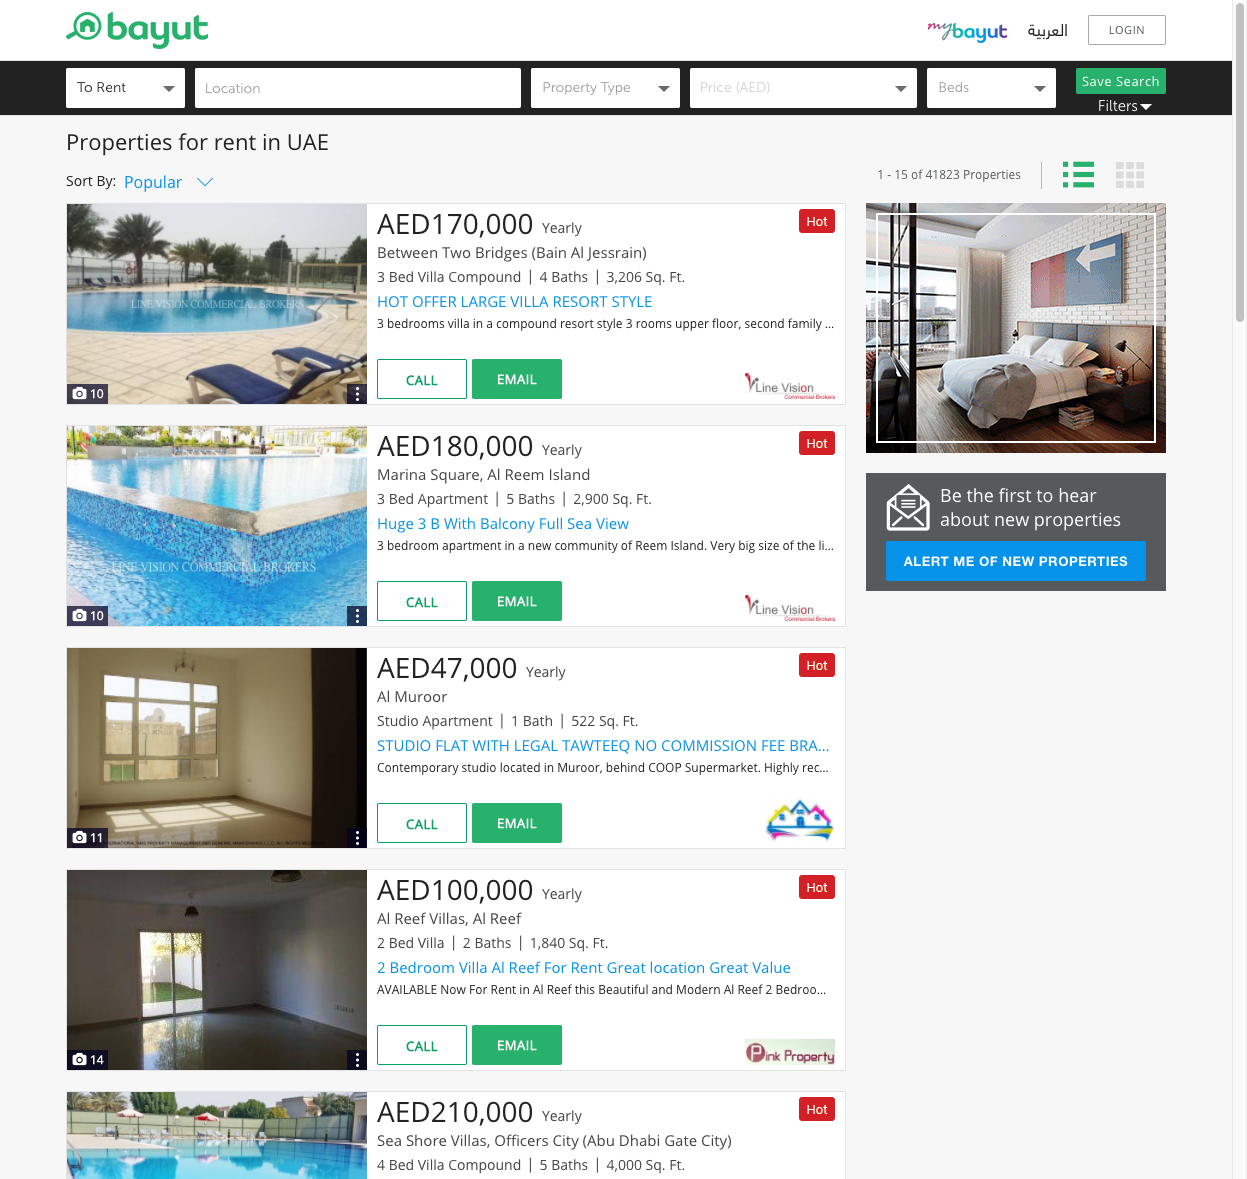 bayut
mybayut
العربية
LOGIN
To Rent
Location
Property Type
Price (AED)
Beds
Save Search
Filters
Properties for rent in UAE
Sort By: Popular
1 - 15 of 41823 Properties
AED170,000 Yearly
Hot
Between Two Bridges (Bain Al Jessrain)
3 Bed Villa Compound | 4 Baths | 3,206 Sq. Ft.
HOT OFFER LARGE VILLA RESORT STYLE
3 bedrooms villa in a compound resort style 3 rooms upper floor, second family ...
LINE VISION COMMERCIAL BROKERS
10
CALL
EMAIL
Line Vision
Commercial Brokers
AED180,000 Yearly
Hot
Marina Square, Al Reem Island
3 Bed Apartment | 5 Baths | 2,900 Sq. Ft.
Huge 3 B With Balcony Full Sea View
3 bedroom apartment in a new community of Reem Island. Very big size of the li...
LINE VISION COMMERCIAL BROKERS
10
CALL
EMAIL
Line Vision
Commercial Brokers
Be the first to hear
about new properties
ALERT ME OF NEW PROPERTIES
AED47,000 Yearly
Hot
Al Muroor
Studio Apartment | 1 Bath | 522 Sq. Ft.
STUDIO FLAT WITH LEGAL TAWTEEQ NO COMMISSION FEE BRA...
Contemporary studio located in Muroor, behind COOP Supermarket. Highly rec...
11
CALL
EMAIL
AED100,000 Yearly
Hot
Al Reef Villas, Al Reef
2 Bed Villa | 2 Baths | 1,840 Sq. Ft.
2 Bedroom Villa Al Reef For Rent Great location Great Value
AVAILABLE Now For Rent in Al Reef this Beautiful and Modern Al Reef 2 Bedroo...
14
CALL
EMAIL
Pink Property
AED210,000 Yearly
Hot
Sea Shore Villas, Officers City (Abu Dhabi Gate City)
4 Bed Villa Compound | 5 Baths | 4,000 Sq. Ft.